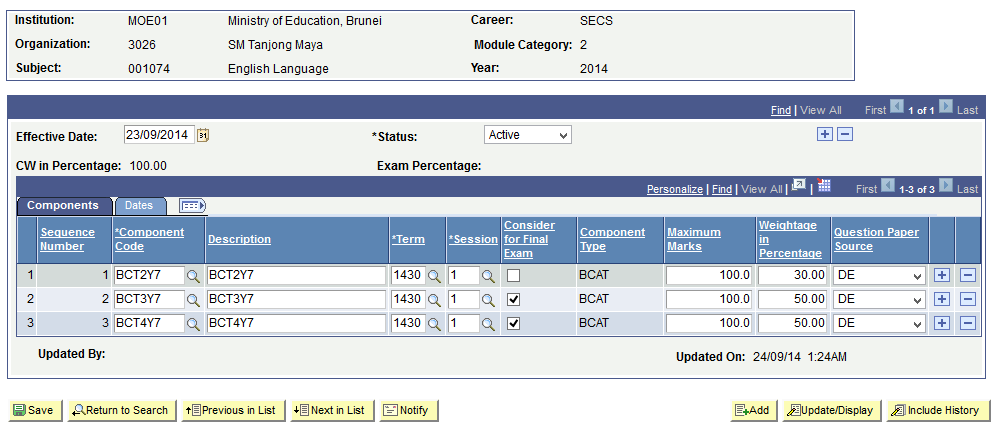 Institution: MOE01 Ministry of Education, Brunei Career: SECS
Organization: 3026 SM Tanjong Maya Module Category: 2
Subject: 001074 English Language Year: 2014
Find | View All First 1 of 1 Last
Effective Date: 23/09/2014 31 *Status: Active
CW in Percentage: 100.00 Exam Percentage:
Personalize | Find | View All | | First 1-3 of 3 Last
Components Dates
Sequence Number *Component Code Description *Term *Session Consider for Final Exam Component Type Maximum Marks Weightage in Percentage Question Paper Source
1 1 BCT2Y7 BCT2Y7 1430 1 BCAT 100.0 30.00 DE
2 2 BCT3Y7 BCT3Y7 1430 1 BCAT 100.0 50.00 DE
3 3 BCT4Y7 BCT4Y7 1430 1 BCAT 100.0 50.00 DE
Updated By: Updated On: 24/09/14 1:24AM
Save Return to Search Previous in List Next in List Notify Add Update/Display Include History